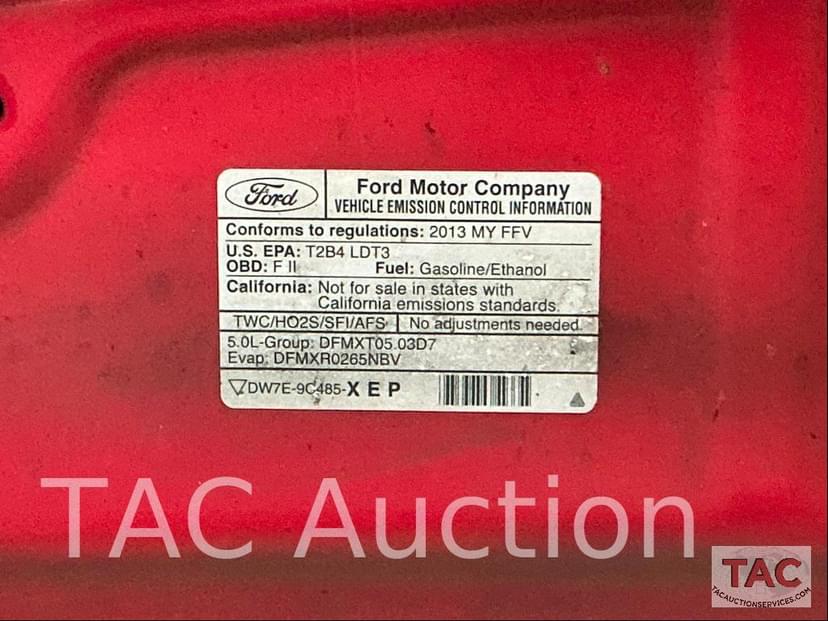 Ford
Ford Motor Company
VEHICLE EMISSION CONTROL INFORMATION
Conforms to regulations: 2013 MY FFV
U.S. EPA: T2B4 LDT3
OBD: F II Fuel: Gasoline/Ethanol
California: Not for sale in states with
California emissions standards.
TWC/HO2S/SFI/AFS No adjustments needed.
5.0L-Group: DFMXT05.03D7
Evap: DFMXR0265NBV
DW7E-9C485-XEP
TAC Auction
TAC
TACAUCTIONSERVICES.COM